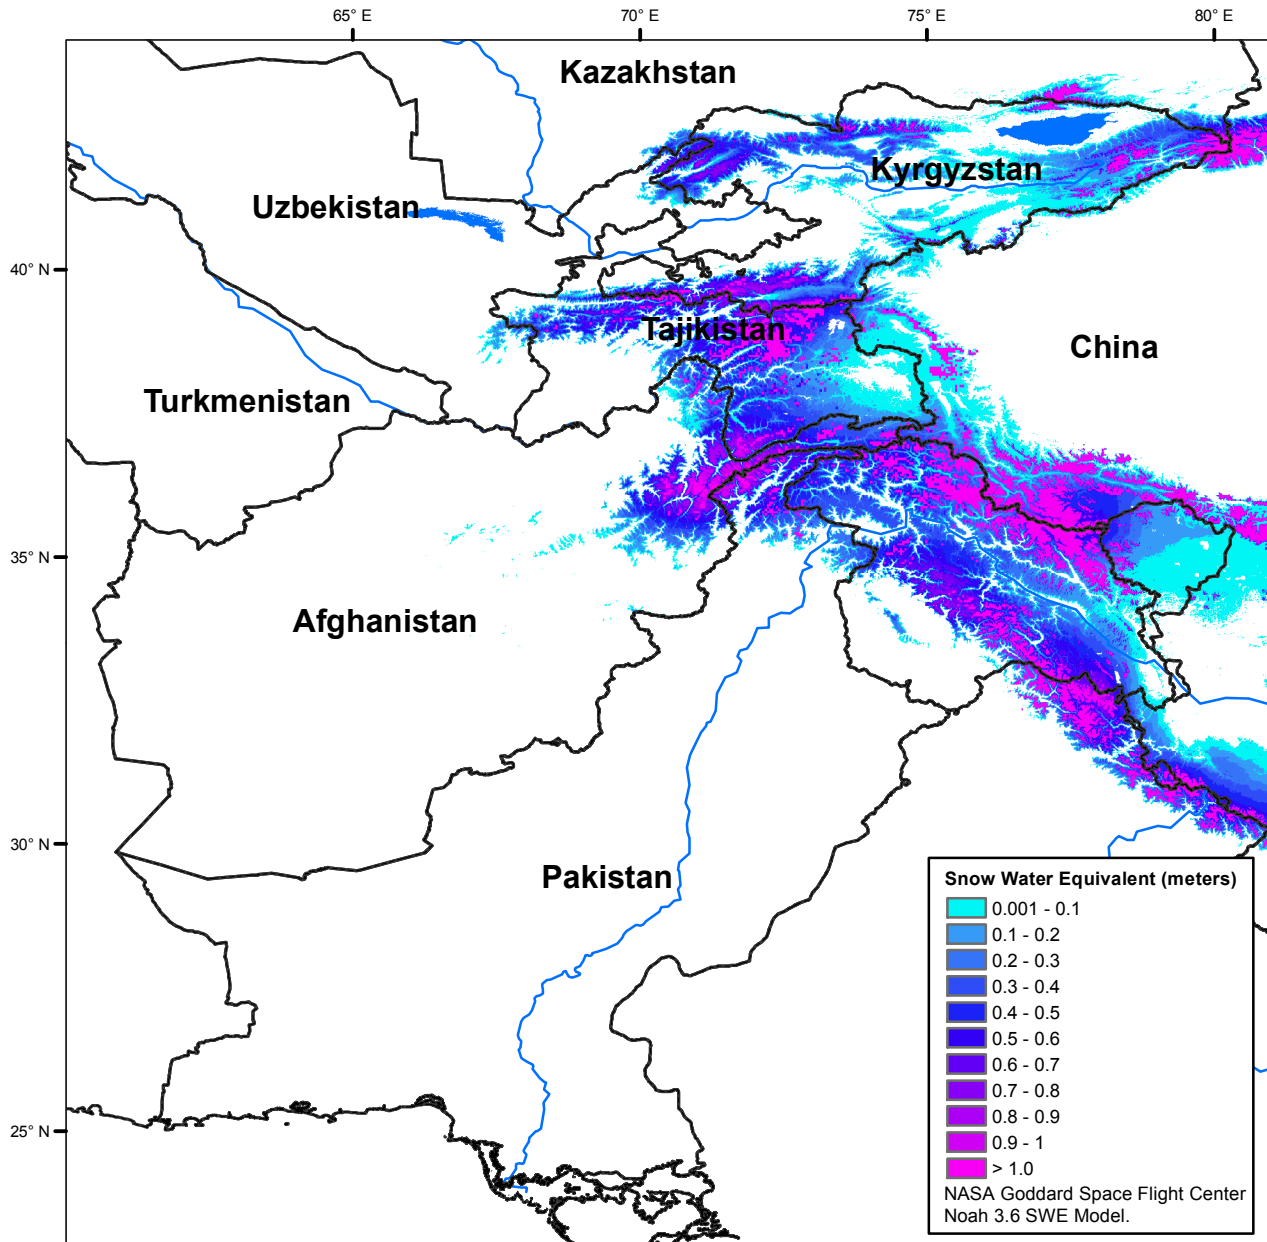 65° E
70° E
75° E
80° E
Kazakhstan
Kyrgyzstan
Uzbekistan
40° N
Tajikistan
China
Turkmenistan
35° N
Afghanistan
30° N
Pakistan
25° N
Snow Water Equivalent (meters)
0.001 - 0.1
0.1 - 0.2
0.2 - 0.3
0.3 - 0.4
0.4 - 0.5
0.5 - 0.6
0.6 - 0.7
0.7 - 0.8
0.8 - 0.9
0.9 - 1
> 1.0
NASA Goddard Space Flight Center
Noah 3.6 SWE Model.